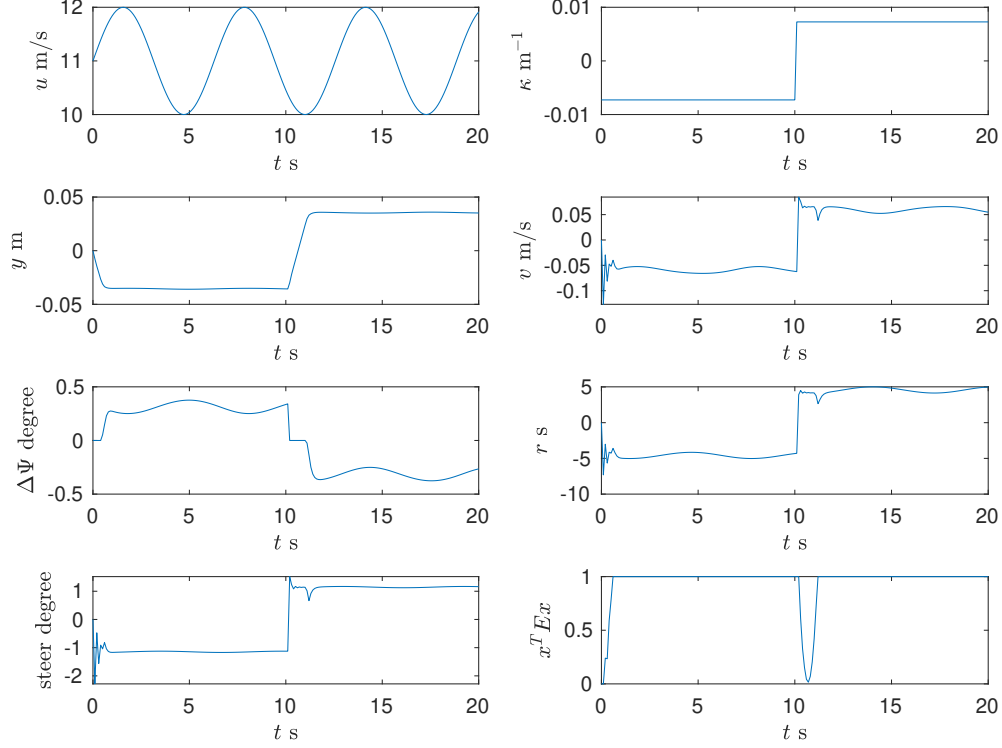 u m/s
12
11
10
0 5 10 15 20
t s
κ m⁻¹
0.01
0
-0.01
0 5 10 15 20
t s
y m
0.05
0
-0.05
0 5 10 15 20
t s
v m/s
0.05
0
-0.05
-0.1
0 5 10 15 20
t s
ΔΨ degree
0.5
0
-0.5
0 5 10 15 20
t s
r s
5
0
-5
-10
0 5 10 15 20
t s
steer degree
1
0
-1
-2
0 5 10 15 20
t s
xᵀEx
1
0.5
0
0 5 10 15 20
t s